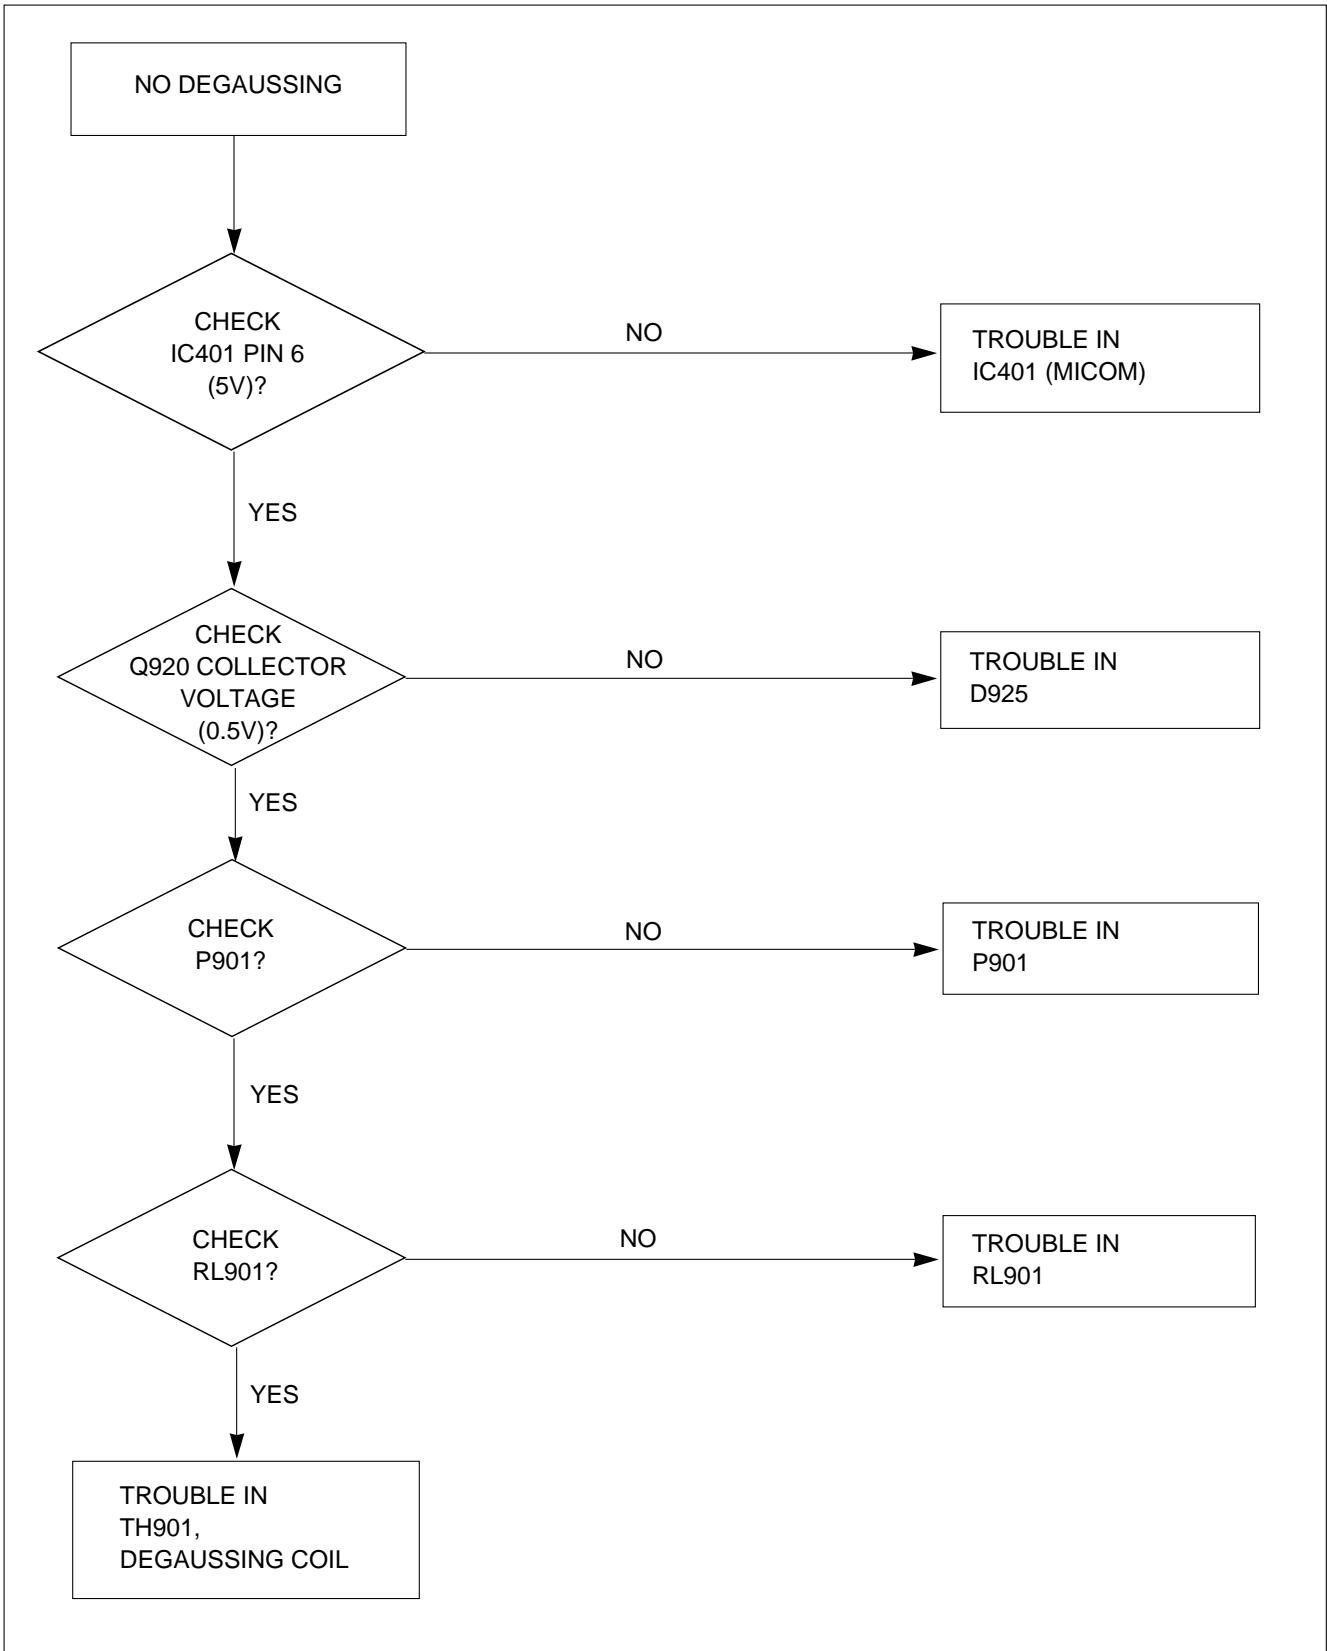 NO DEGAUSSING
CHECK
IC401 PIN 6
(5V)?
NO
TROUBLE IN
IC401 (MICOM)
YES
CHECK
Q920 COLLECTOR
VOLTAGE
(0.5V)?
NO
TROUBLE IN
D925
YES
CHECK
P901?
NO
TROUBLE IN
P901
YES
CHECK
RL901?
NO
TROUBLE IN
RL901
YES
TROUBLE IN
TH901,
DEGAUSSING COIL